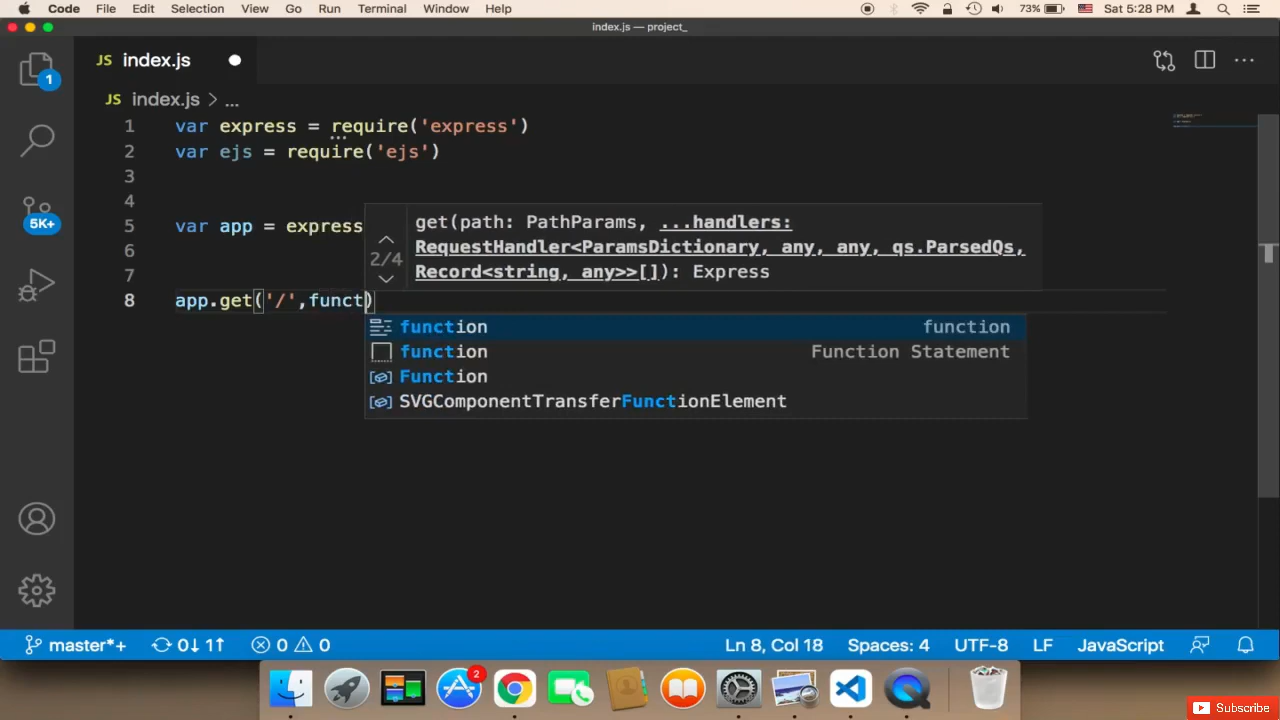 Code File Edit Selection View Go Run Terminal Window Help 73% Sat 5:28 PM
index.js — project_
JS index.js
1
JS index.js > ...
1 var express = require('express')
2 var ejs = require('ejs')
3
4
5 var app = express
6
7
8 app.get('/',funct)
2/4
get(path: PathParams, ...handlers:
RequestHandler<ParamsDictionary, any, any, qs.ParsedQs,
Record<string, any>>[]): Express
function function
function Function Statement
Function
SVGComponentTransferFunctionElement
5K+
master*+ 0↓ 1↑ 0 0 Ln 8, Col 18 Spaces: 4 UTF-8 LF JavaScript
2
Subscribe